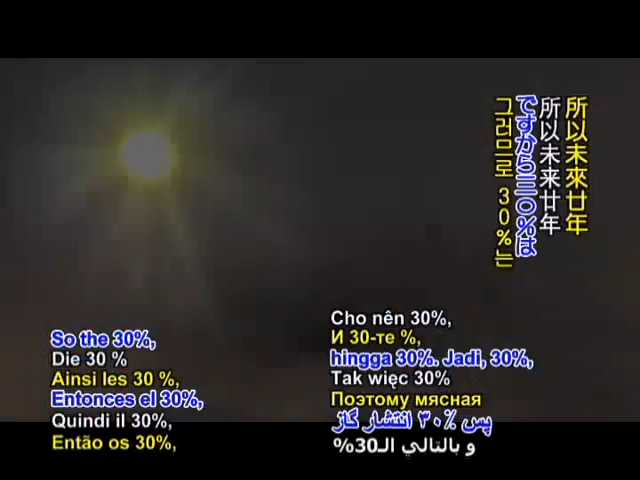 所以未來廿年
所以未来廿年
ですから三〇%は
그러므로 30%는
So the 30%,
Die 30 %
Ainsi les 30 %,
Entonces el 30%,
Quindi il 30%,
Então os 30%,
Cho nên 30%,
И 30-те %,
hingga 30%. Jadi, 30%,
Tak więc 30%
Поэтому мясная
پس ۳۰٪ انتشار گاز
و بالتالي الـ30%